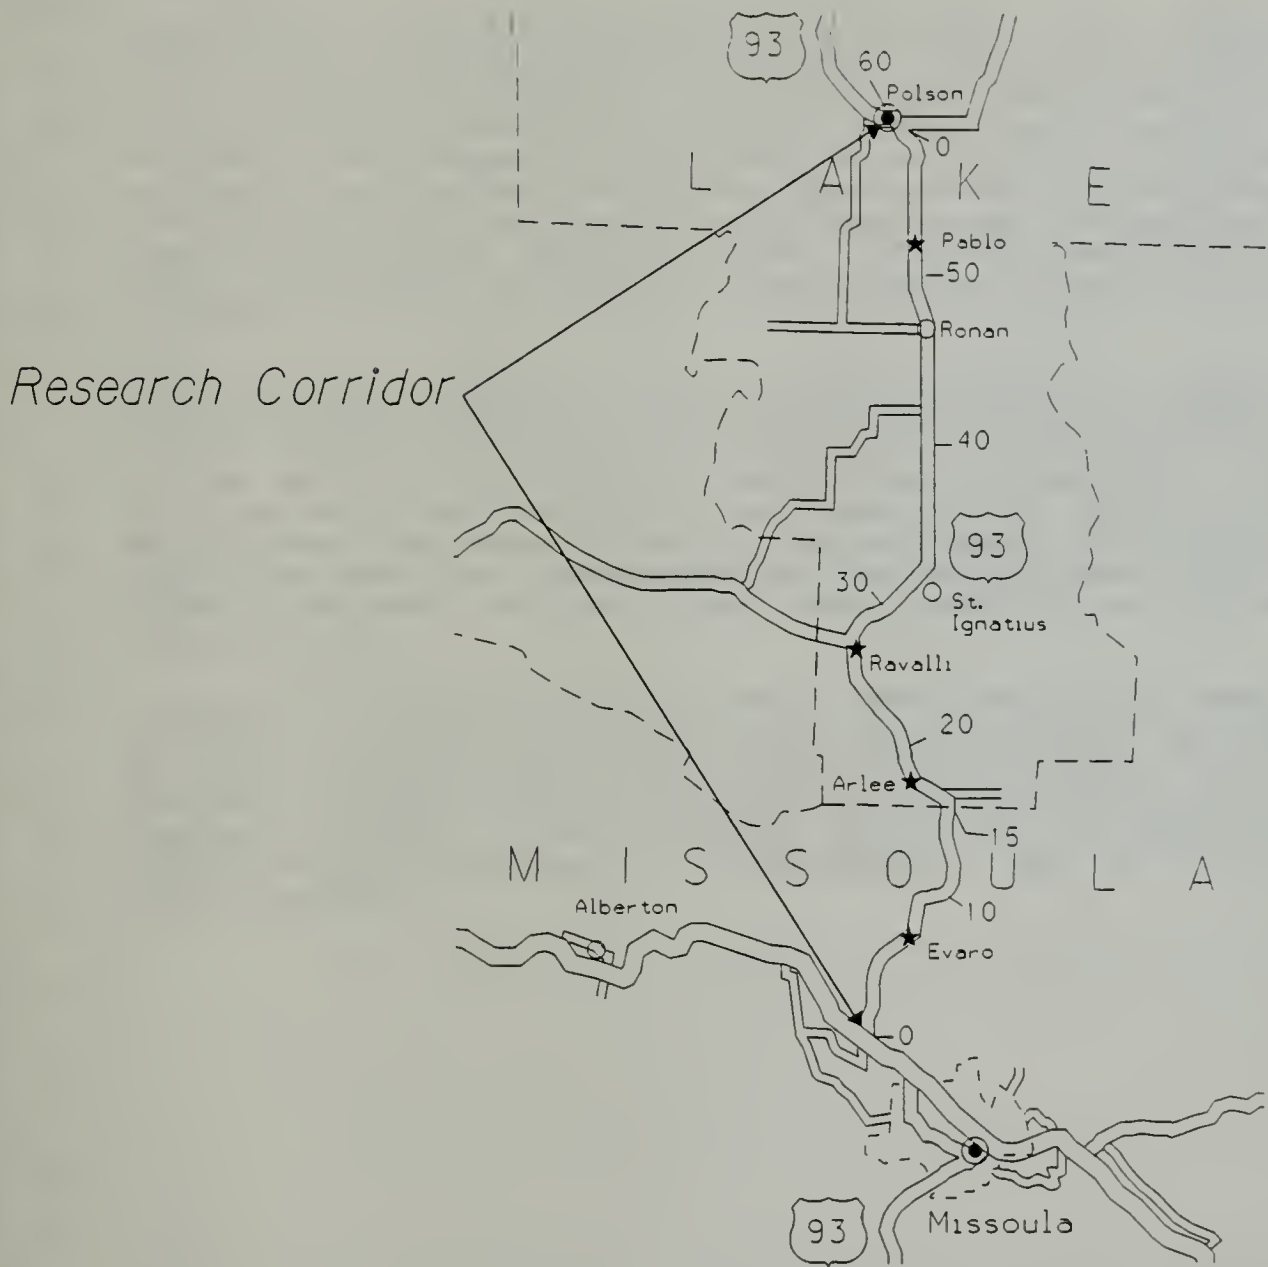 93
60
Polson
0
L A K E
Pablo
50
Ronan
Research Corridor
40
93
30
St.
Ignatius
Ravalli
20
Arlee
15
M I S S O U L A
Alberton
10
Evaro
0
93
Missoula